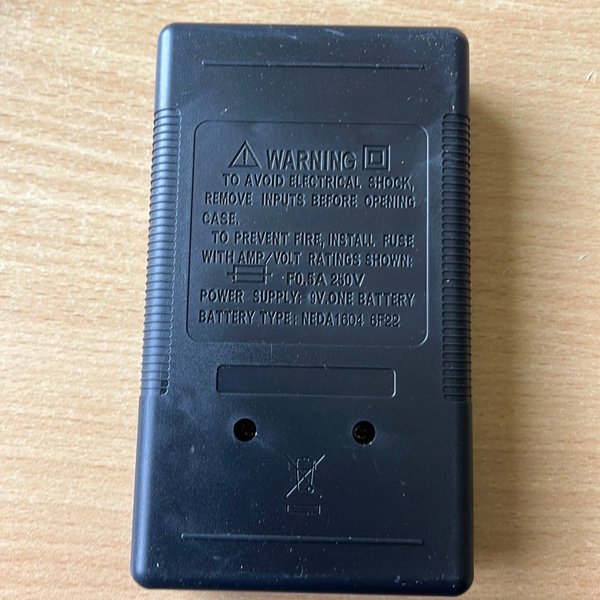 WARNING
TO AVOID ELECTRICAL SHOCK,
REMOVE INPUTS BEFORE OPENING
CASE.
TO PREVENT FIRE, INSTALL FUSE
WITH AMP/VOLT RATINGS SHOWN:
F0.5A 250V
POWER SUPPLY: 9V.ONE BATTERY
BATTERY TYPE: NEDA1604 6F22